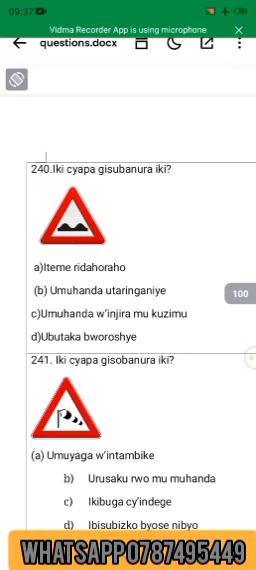 09:37
Vidma Recorder App is using microphone
questions.docx
240.Iki cyapa gisubanura iki?
a)Iteme ridahoraho
(b) Umuhanda utaringaniye
100
c)Umuhanda w'injira mu kuzimu
d)Ubutaka bworoshye
241. Iki cyapa gisobanura iki?
(a) Umuyaga w'intambike
b) Urusaku rwo mu muhanda
c) Ikibuga cy'indege
d) Ibisubizko byose nibyo
WHATSAPP0787495449